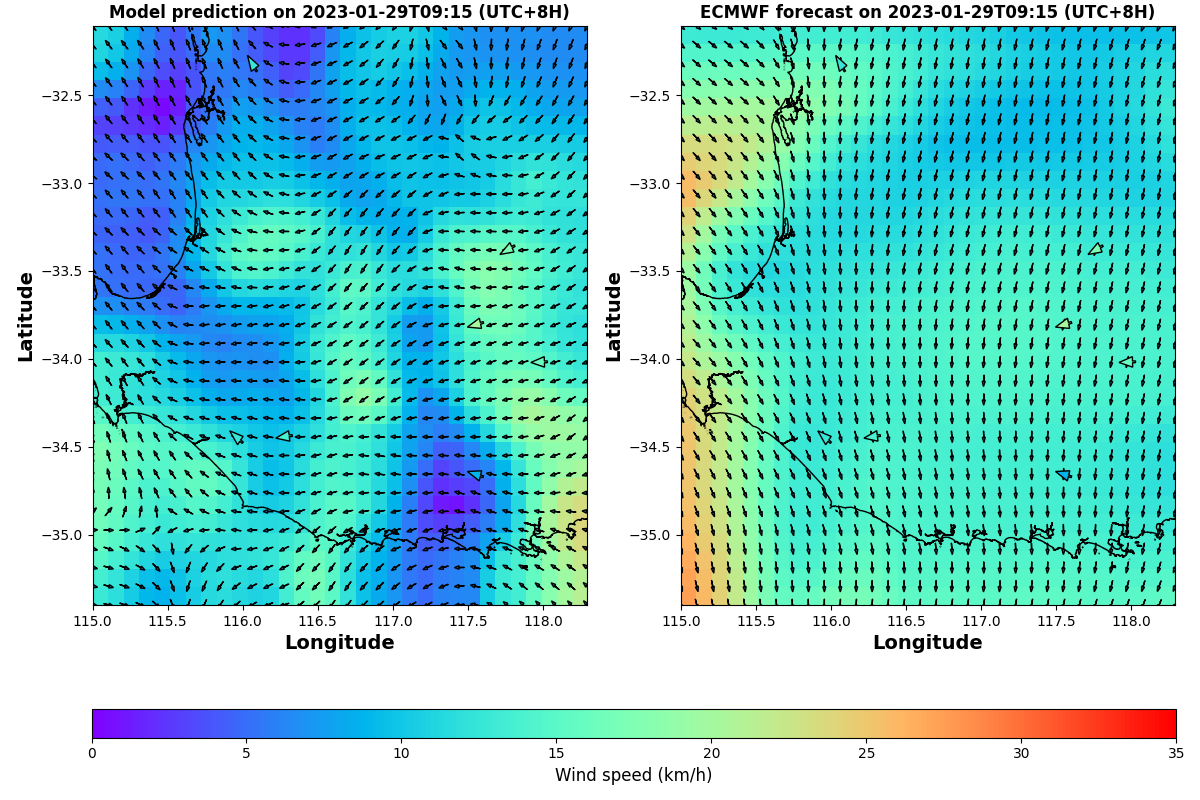 Model prediction on 2023-01-29T09:15 (UTC+8H)
ECMWF forecast on 2023-01-29T09:15 (UTC+8H)
Latitude
−32.5
−33.0
−33.5
−34.0
−34.5
−35.0
115.0 115.5 116.0 116.5 117.0 117.5 118.0
Longitude
Latitude
−32.5
−33.0
−33.5
−34.0
−34.5
−35.0
115.0 115.5 116.0 116.5 117.0 117.5 118.0
Longitude
0 5 10 15 20 25 30 35
Wind speed (km/h)